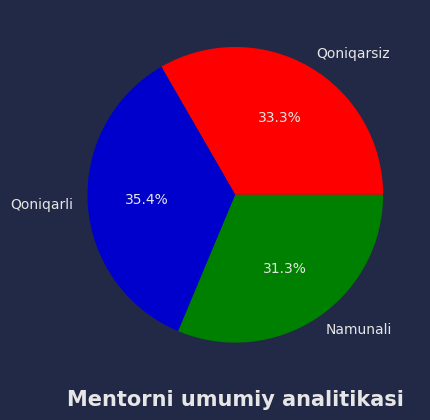 Qoniqarsiz
33.3%
35.4%
Qoniqarli
31.3%
Namunali
Mentorni umumiy analitikasi